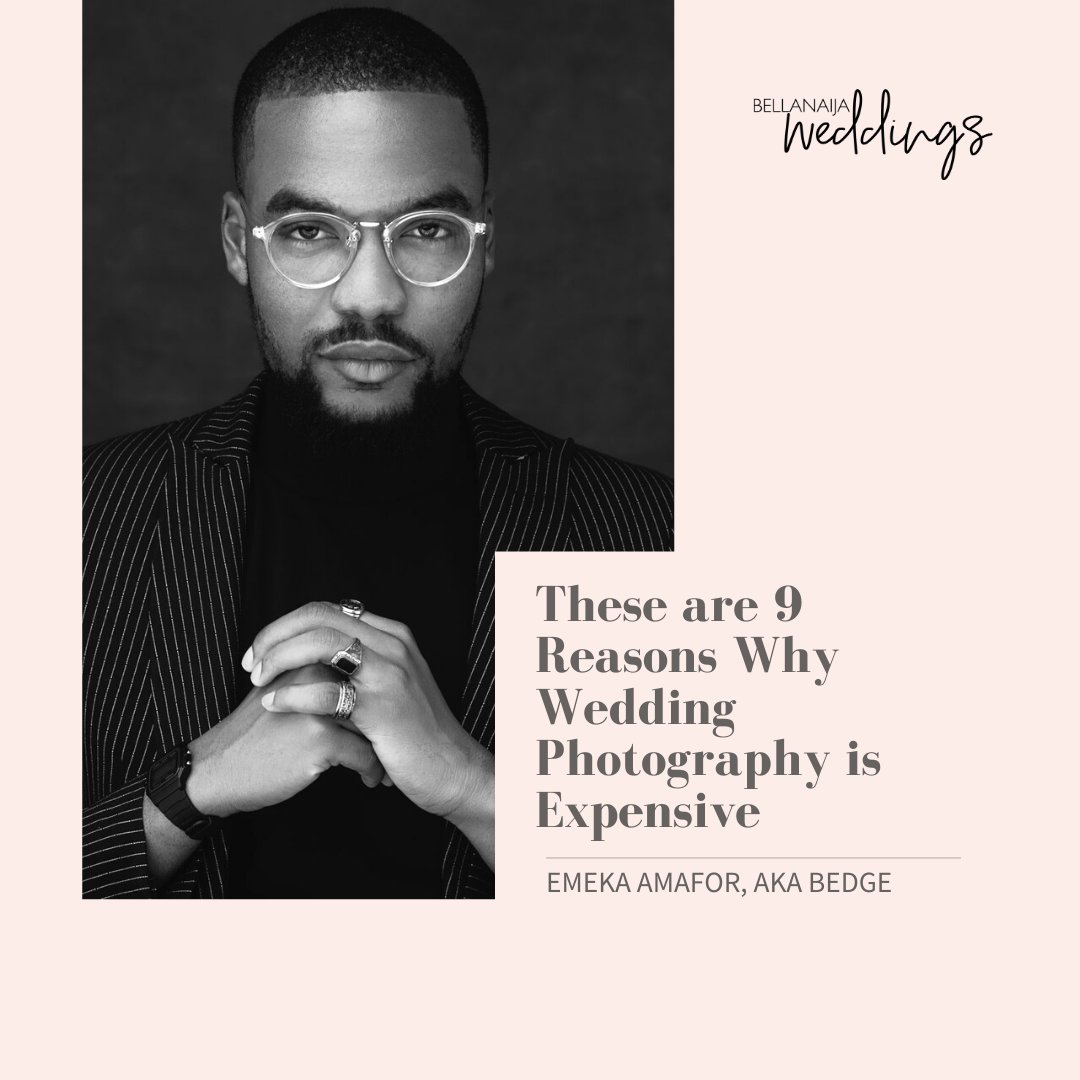 BELLANAIJA
weddings
These are 9
Reasons Why
Wedding
Photography is
Expensive
EMEKA AMAFOR, AKA BEDGE